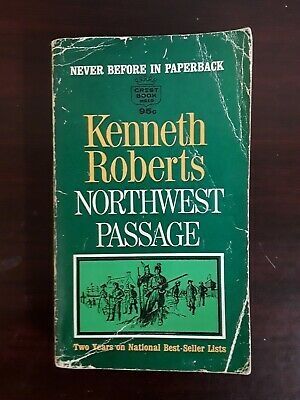 NEVER BEFORE IN PAPERBACK
CREST
BOOK
95¢
Kenneth
Roberts
NORTHWEST
PASSAGE
Two Years on National Best-Seller Lists